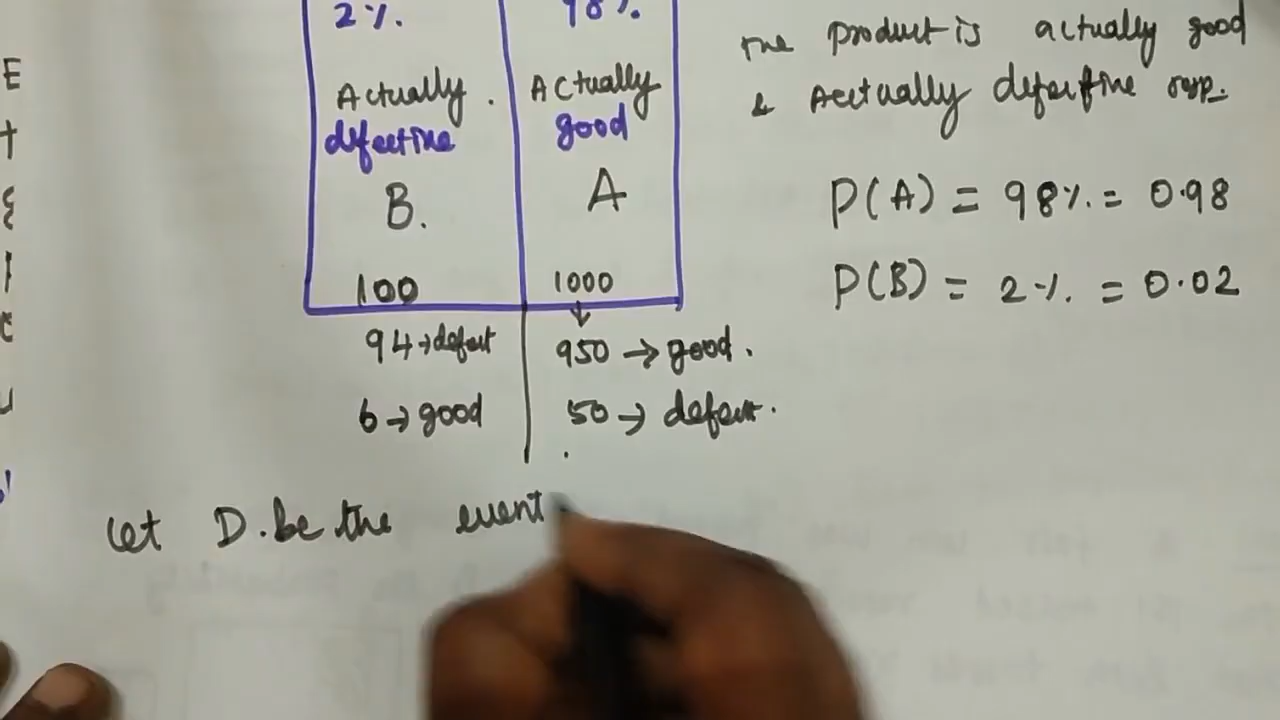 2%. 98%.
Actually . Actually
defective good
B. A
100 1000
94→defect 950 → good.
6→ good 50→ defect.
the product is actually good
& Acctually defective resp.
P(A) = 98%. = 0.98
P(B) = 2%. = 0.02
Let D.be the event